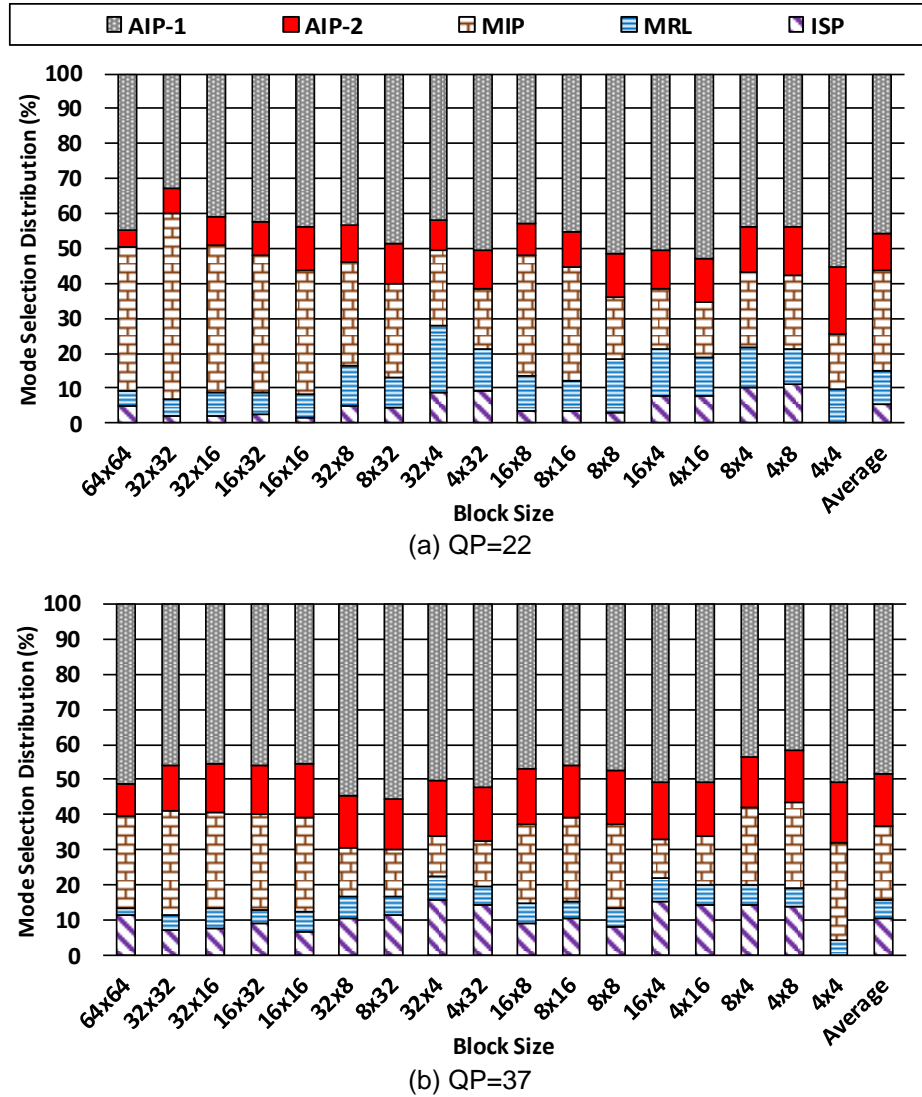 AIP-1 AIP-2 MIP MRL ISP
Mode Selection Distribution (%)
100
90
80
70
60
50
40
30
20
10
0
64x64 32x32 32x16 16x32 16x16 32x8 8x32 32x4 4x32 16x8 8x16 8x8 16x4 4x16 8x4 4x8 4x4 Average
Block Size
(a) QP=22
Mode Selection Distribution (%)
100
90
80
70
60
50
40
30
20
10
0
64x64 32x32 32x16 16x32 16x16 32x8 8x32 32x4 4x32 16x8 8x16 8x8 16x4 4x16 8x4 4x8 4x4 Average
Block Size
(b) QP=37